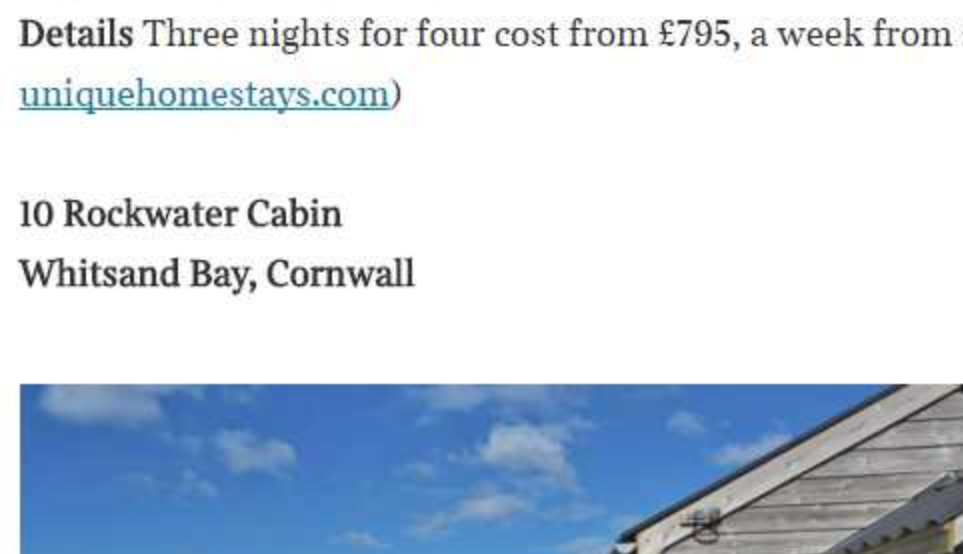 Details Three nights for four cost from £795, a week from
uniquehomestays.com)
10 Rockwater Cabin
Whitsand Bay, Cornwall